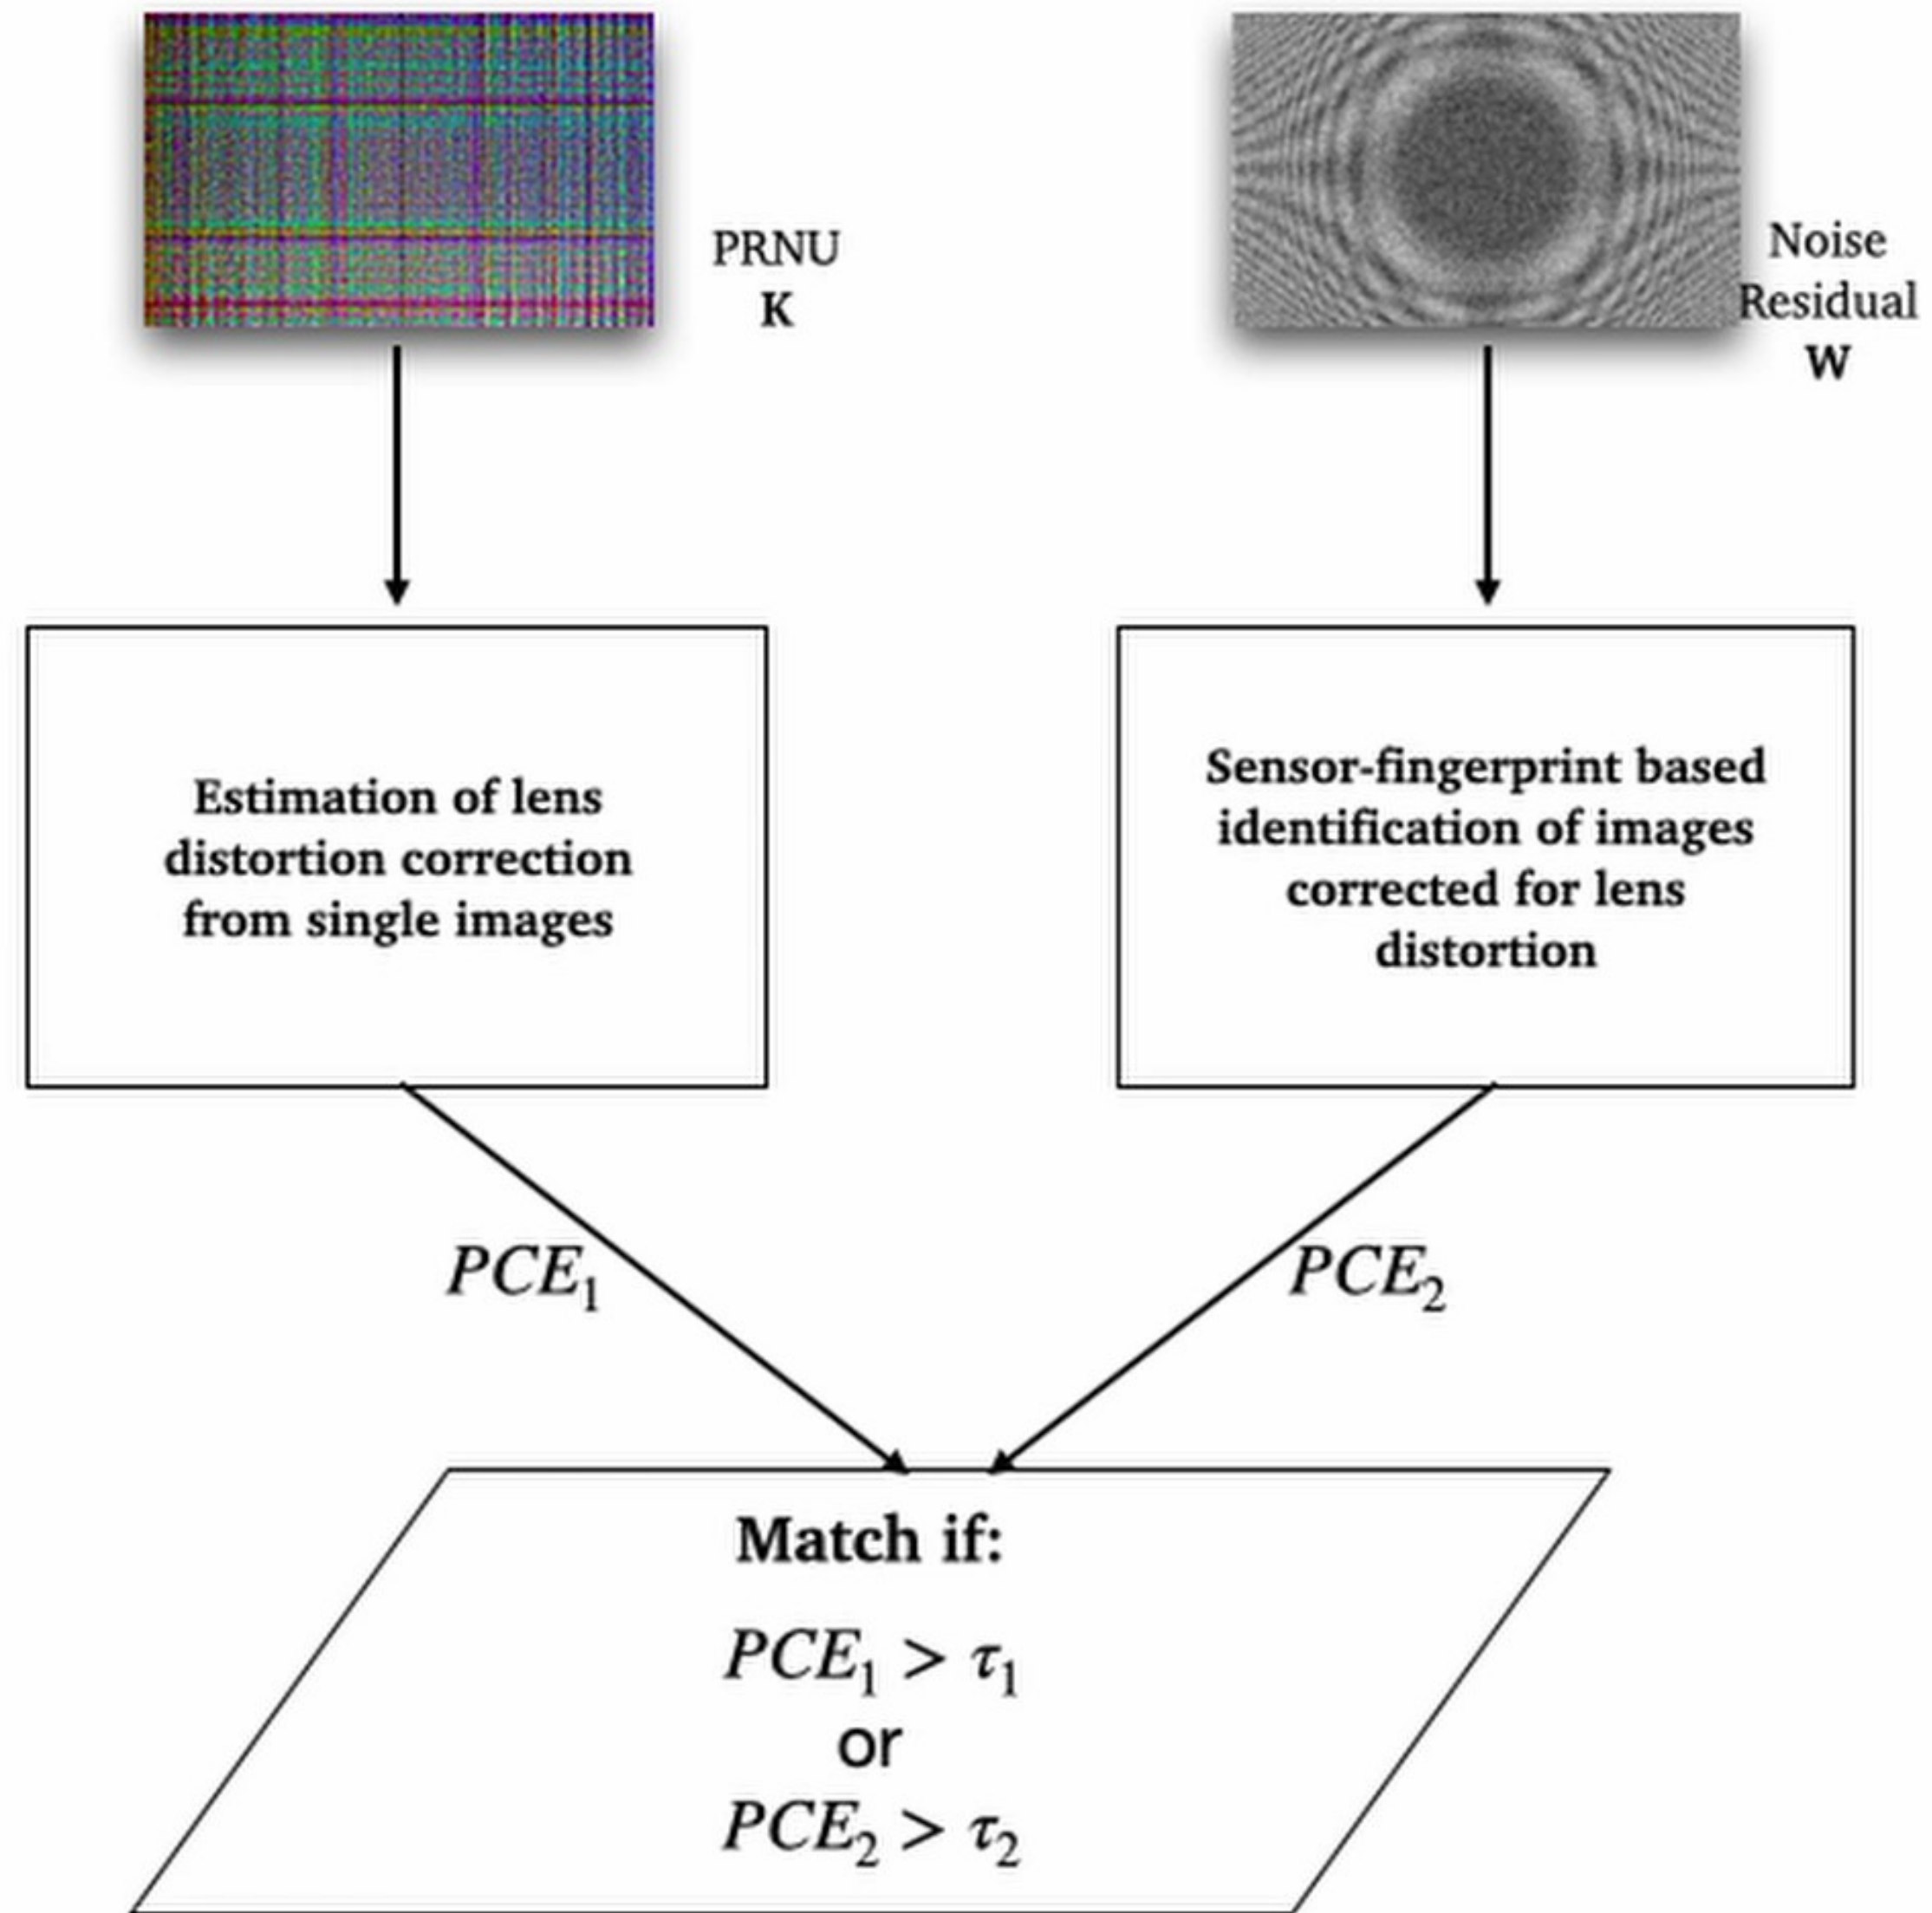 PRNU
K
Noise
Residual
W
Estimation of lens
distortion correction
from single images
Sensor-fingerprint based
identification of images
corrected for lens
distortion
PCE₁
PCE₂
Match if:
PCE₁ > τ₁
or
PCE₂ > τ₂